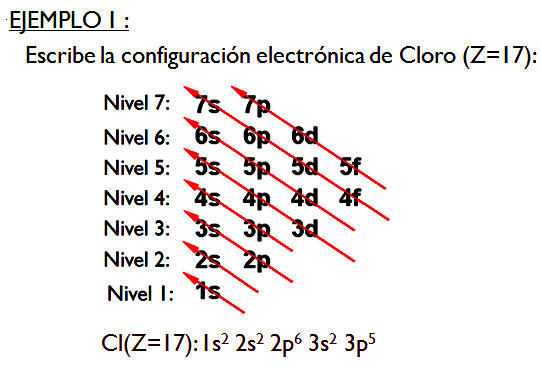 EJEMPLO 1 :
Escribe la configuración electrónica de Cloro (Z=17):
Nivel 7: 7s 7p
Nivel 6: 6s 6p 6d
Nivel 5: 5s 5p 5d 5f
Nivel 4: 4s 4p 4d 4f
Nivel 3: 3s 3p 3d
Nivel 2: 2s 2p
Nivel 1: 1s
Cl(Z=17): 1s² 2s² 2p⁶ 3s² 3p⁵